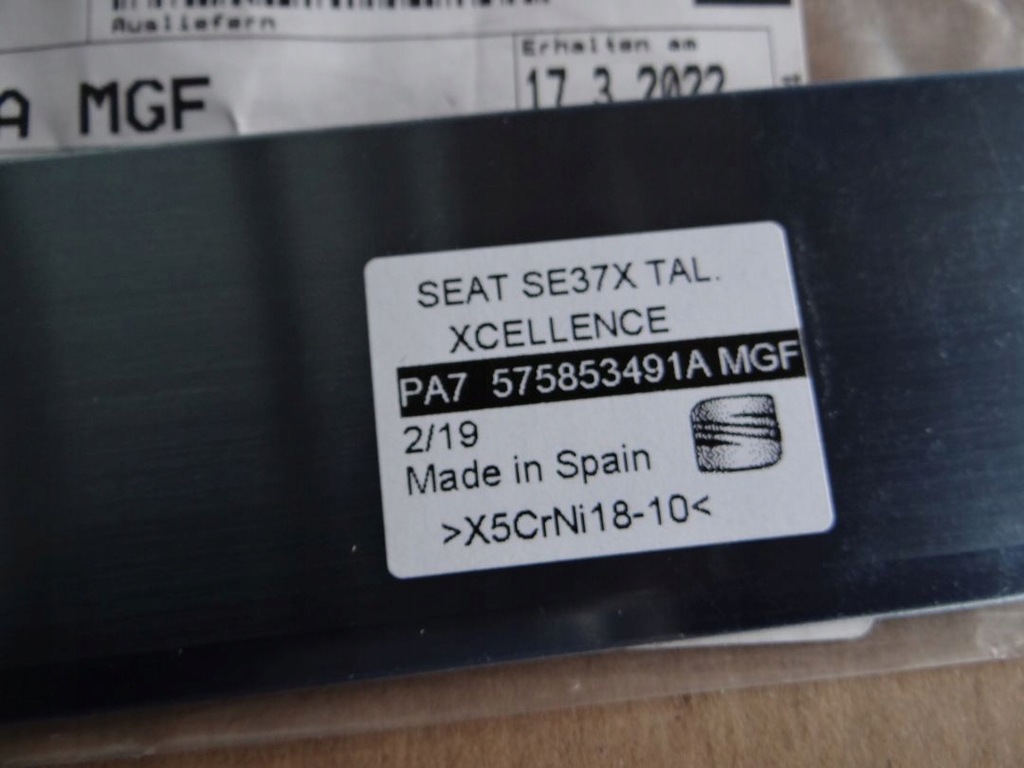 Ausliefern
Erhalten am
A MGF
17.3.2022
SEAT SE37X TAL.
XCELLENCE
PA7 575853491A MGF
2/19
Made in Spain
>X5CrNi18-10<